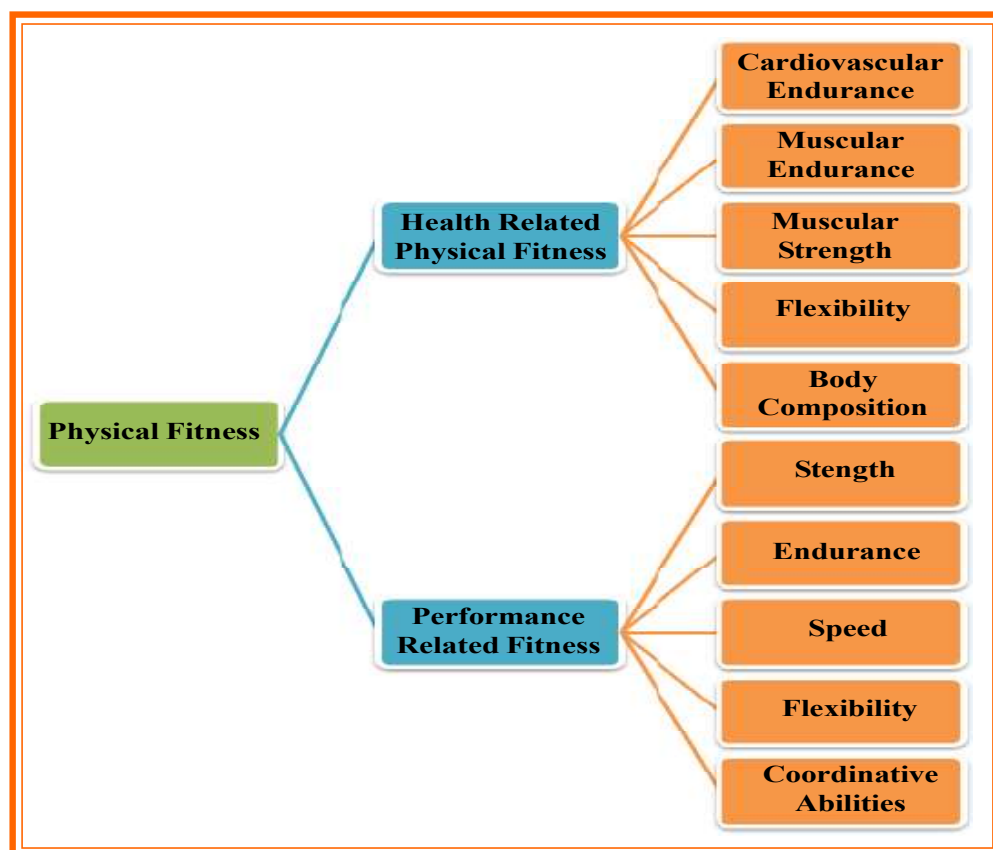 Physical Fitness
Health Related
Physical Fitness
Cardiovascular
Endurance
Muscular
Endurance
Muscular
Strength
Flexibility
Body
Composition
Performance
Related Fitness
Stength
Endurance
Speed
Flexibility
Coordinative
Abilities